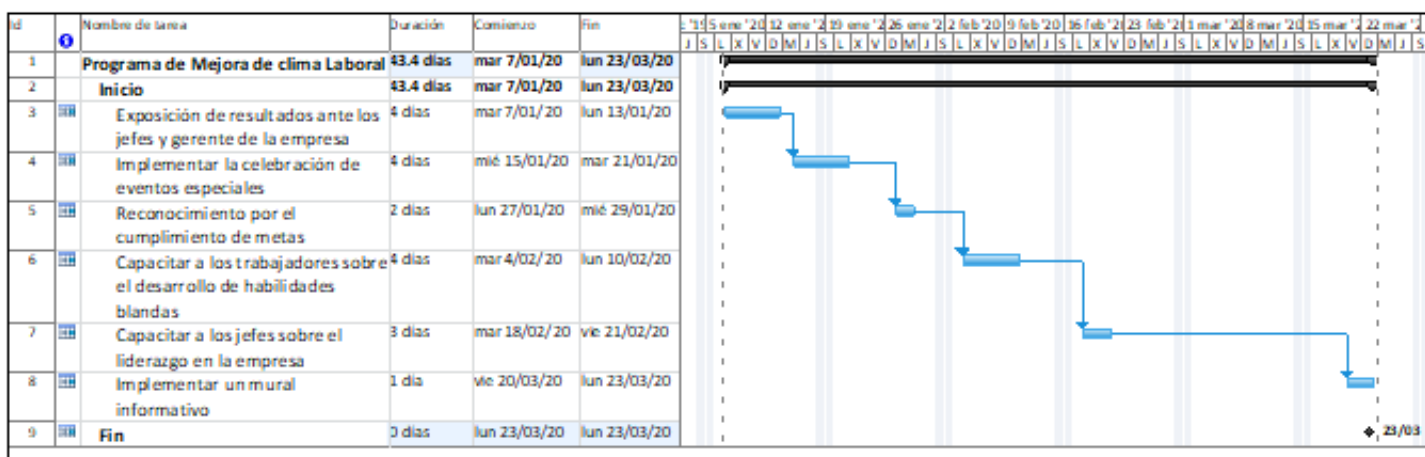 Id Nombre de tarea Duración Comienzo Fin 5 ene '20 12 ene '2 19 ene '2 26 ene '2 2 feb '20 9 feb '20 16 feb '2 23 feb '2 1 mar '20 8 mar '20 15 mar '2 22 mar '2
J S L X V D M J S L X V D M J S L X V D M J S L X V D M J S L X V D M J S L X V D M J S
1 Programa de Mejora de clima Laboral 43.4 días mar 7/01/20 lun 23/03/20
2 Inicio 43.4 días mar 7/01/20 lun 23/03/20
3 Exposición de resultados ante los 4 días mar 7/01/20 lun 13/01/20
jefes y gerente de la empresa
4 Implementar la celebración de 4 días mié 15/01/20 mar 21/01/20
eventos especiales
5 Reconocimiento por el 2 días lun 27/01/20 mié 29/01/20
cumplimiento de metas
6 Capacitar a los trabajadores sobre 4 días mar 4/02/20 lun 10/02/20
el desarrollo de habilidades
blandas
7 Capacitar a los jefes sobre el 3 días mar 18/02/20 vie 21/02/20
liderazgo en la empresa
8 Implementar un mural 1 día vie 20/03/20 lun 23/03/20
informativo
9 Fin 0 días lun 23/03/20 lun 23/03/20 23/03